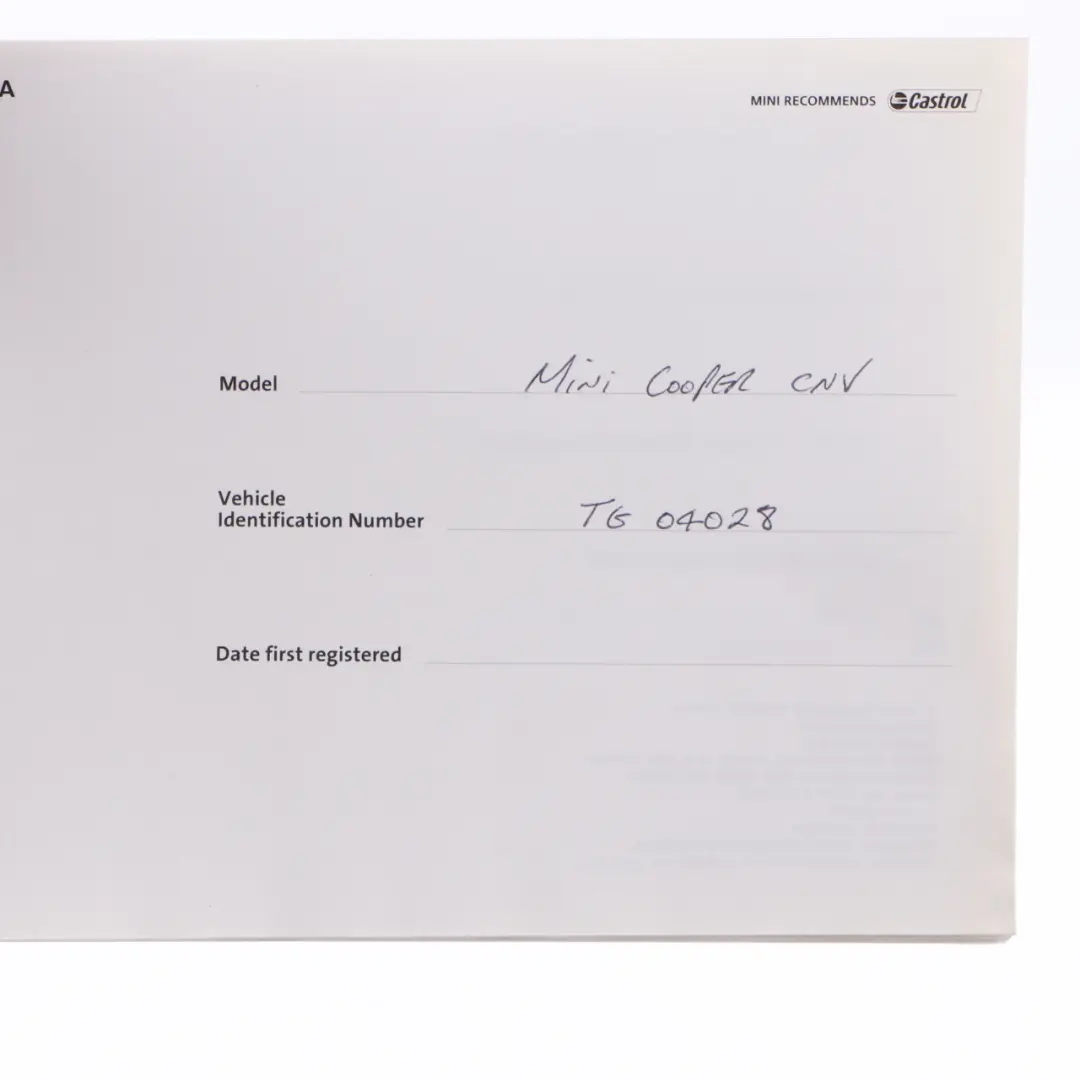 A
MINI RECOMMENDS Castrol
Model Mini Cooper CNV
Vehicle
Identification Number TG 04028
Date first registered